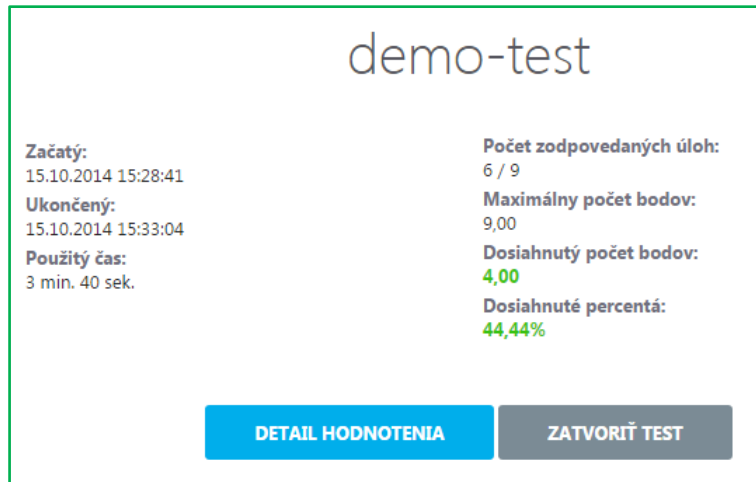 demo-test
Začatý:
15.10.2014 15:28:41
Ukončený:
15.10.2014 15:33:04
Použitý čas:
3 min. 40 sek.
Počet zodpovedaných úloh:
6 / 9
Maximálny počet bodov:
9,00
Dosiahnutý počet bodov:
4,00
Dosiahnuté percentá:
44,44%
DETAIL HODNOTENIA
ZATVORIŤ TEST